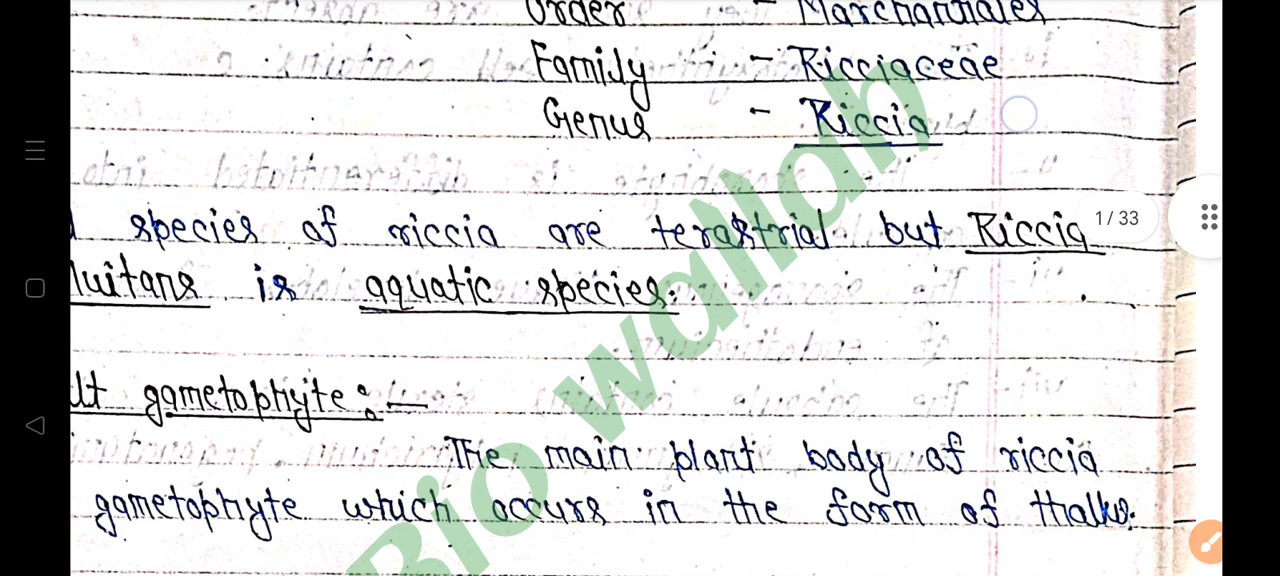 Order - Marchantiales
Family - Ricciaceae
Genus - Riccia
species of riccia are terastrial but Riccia
luitans is aquatic species.
lt gametophyte :-
The main plant body of riccia
gametophyte which occurs in the form of thallus.
1/33
Bio wallah